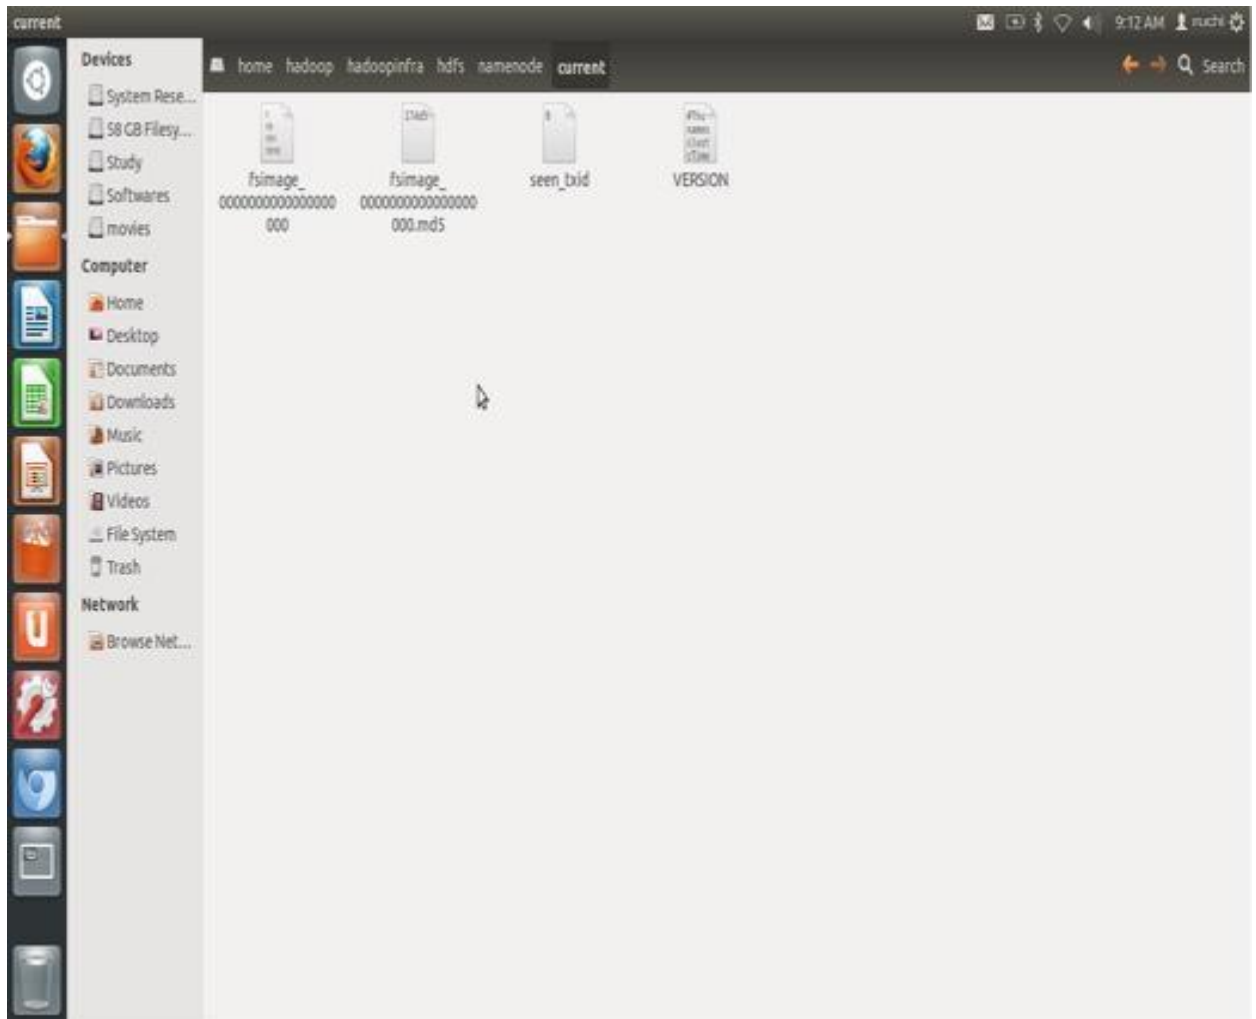 current
9:12 AM ruchi
Devices
System Rese...
58 GB Filesy...
Study
Softwares
movies
Computer
Home
Desktop
Documents
Downloads
Music
Pictures
Videos
File System
Trash
Network
Browse Net...
home hadoop hadoopinfra hdfs namenode current
Search
fsimage_
0000000000000000
000
fsimage_
0000000000000000
000.md5
seen_txid
VERSION